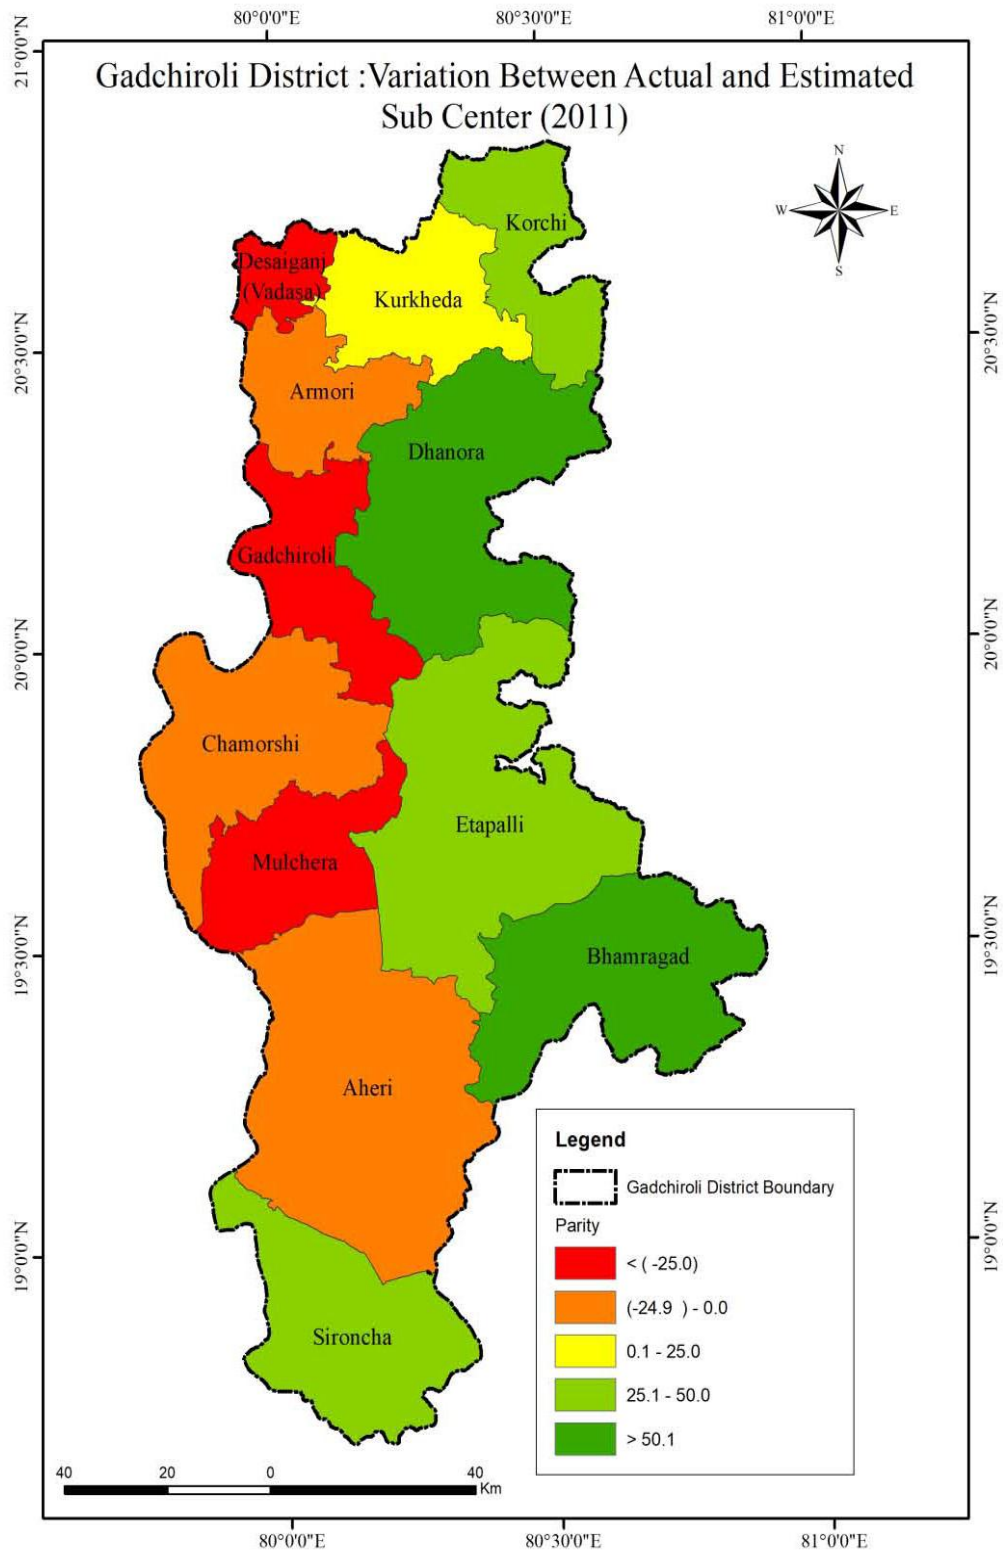 80°0'0"E 80°30'0"E 81°0'0"E
21°0'0"N
Gadchiroli District :Variation Between Actual and Estimated
Sub Center (2011)
N
W E
S
Korchi
Desaiganj
(Vadasa)
Kurkheda
20°30'0"N
20°30'0"N
Armori
Dhanora
Gadchiroli
20°0'0"N
20°0'0"N
Chamorshi
Etapalli
Mulchera
19°30'0"N
19°30'0"N
Bhamragad
Aheri
19°0'0"N
19°0'0"N
Sironcha
Legend
Gadchiroli District Boundary
Parity
< ( -25.0)
(-24.9 ) - 0.0
0.1 - 25.0
25.1 - 50.0
> 50.1
40 20 0 40
Km
80°0'0"E 80°30'0"E 81°0'0"E